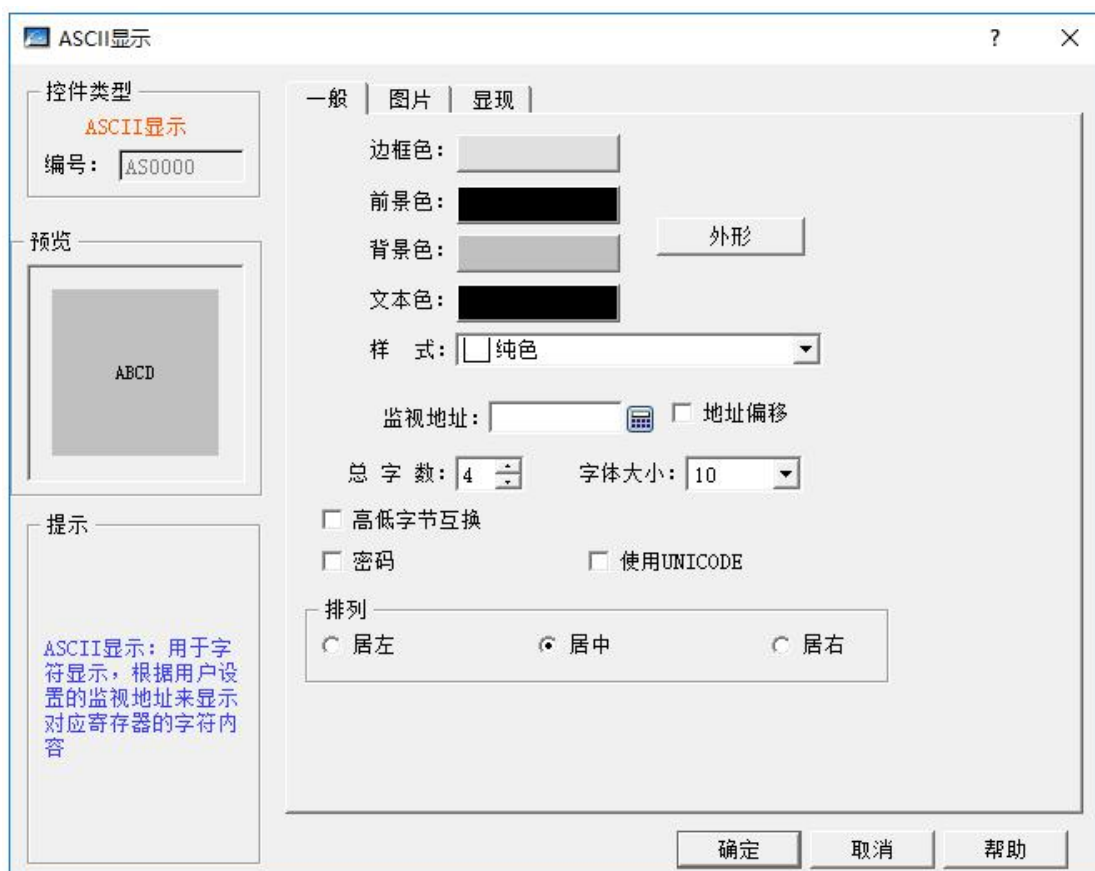 ASCII显示
?
控件类型
ASCII显示
编号: AS0000
预览
ABCD
提示
ASCII显示: 用于字
符显示, 根据用户设
置的监视地址来显示
对应寄存器的字符内
容
一般 图片 显现
边框色:
前景色:
背景色:
外形
文本色:
样 式: 纯色
监视地址: 地址偏移
总 字 数: 4 字体大小: 10
高低字节互换
密码 使用UNICODE
排列
居左 居中 居右
确定 取消 帮助